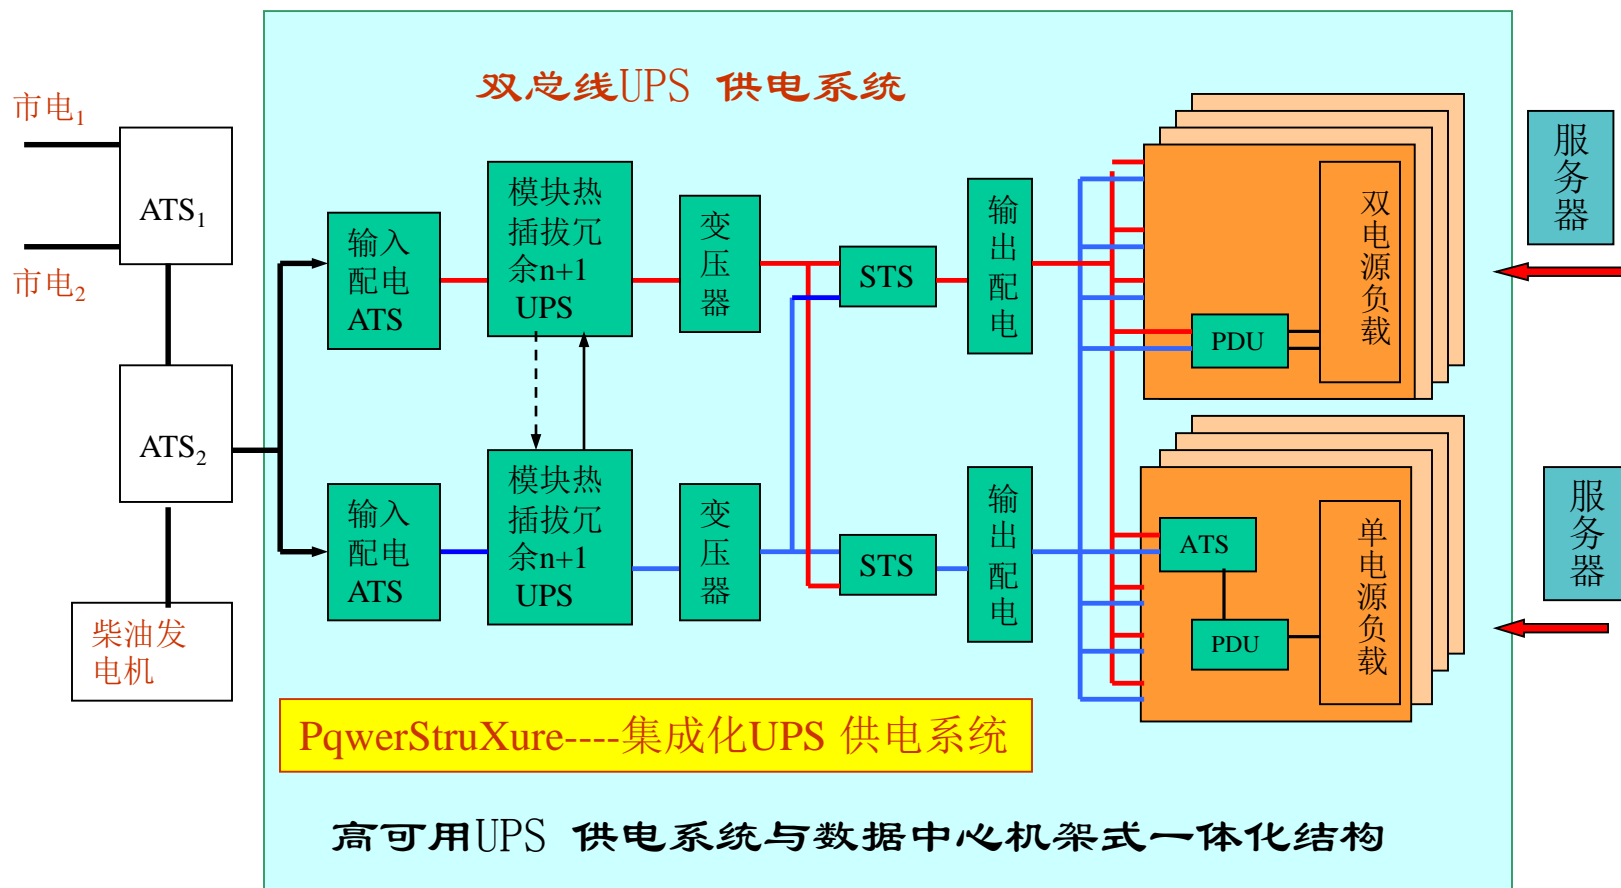 双总线UPS 供电系统
市电1
市电2
ATS1
ATS2
柴油发
电机
输入
配电
ATS
模块热
插拔冗
余n+1
UPS
变
压
器
STS
输
出
配
电
PDU
双
电
源
负
载
服
务
器
输入
配电
ATS
模块热
插拔冗
余n+1
UPS
变
压
器
STS
输
出
配
电
ATS
PDU
单
电
源
负
载
服
务
器
PqwerStruXure----集成化UPS 供电系统
高可用UPS 供电系统与数据中心机架式一体化结构